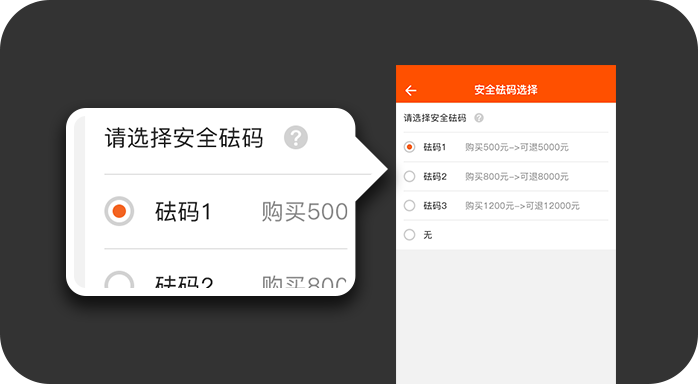 请选择安全砝码 ?
砝码1 购买500
砝码2 购买800
安全砝码选择
请选择安全砝码 ?
砝码1 购买500元->可退5000元
砝码2 购买800元->可退8000元
砝码3 购买1200元->可退12000元
无